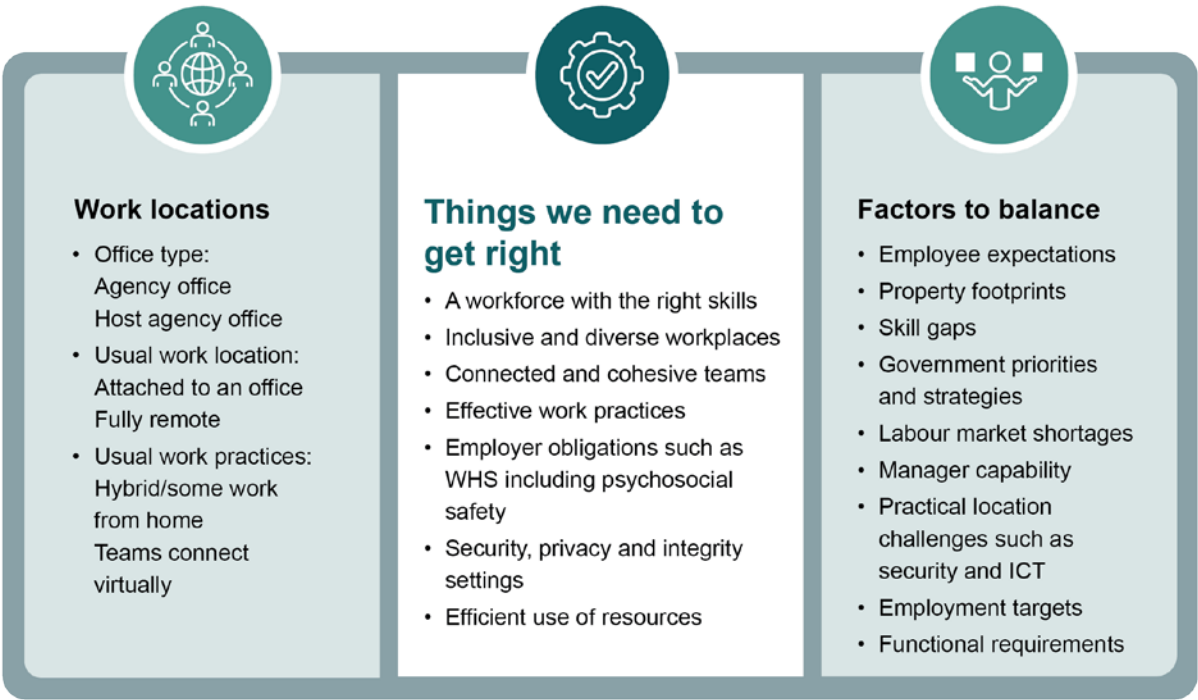 Work locations
• Office type:
Agency office
Host agency office
• Usual work location:
Attached to an office
Fully remote
• Usual work practices:
Hybrid/some work
from home
Teams connect
virtually
Things we need to
get right
• A workforce with the right skills
• Inclusive and diverse workplaces
• Connected and cohesive teams
• Effective work practices
• Employer obligations such as
WHS including psychosocial
safety
• Security, privacy and integrity
settings
• Efficient use of resources
Factors to balance
• Employee expectations
• Property footprints
• Skill gaps
• Government priorities
and strategies
• Labour market shortages
• Manager capability
• Practical location
challenges such as
security and ICT
• Employment targets
• Functional requirements